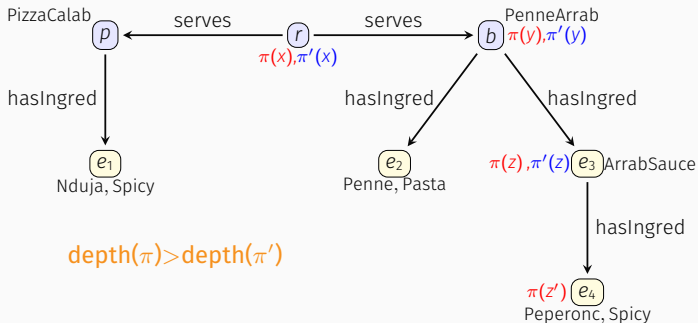 PizzaCalab
p
serves
r
serves
PenneArrab
b
π(y),π′(y)
π(x),π′(x)
hasIngred
hasIngred
hasIngred
e₁
Nduja, Spicy
e₂
Penne, Pasta
π(z) ,π′(z)
e₃
ArrabSauce
hasIngred
depth(π)>depth(π′)
π(z′)
e₄
Peperonc, Spicy